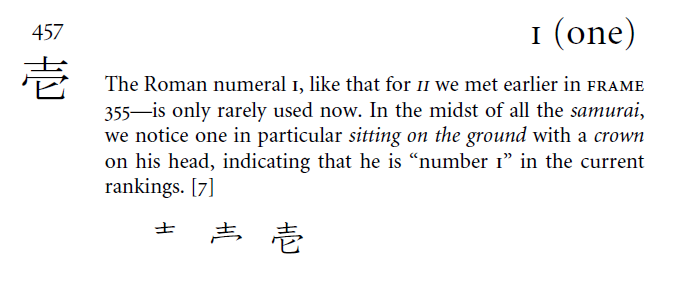 457
I (one)
壱
The Roman numeral I, like that for II we met earlier in FRAME
355—is only rarely used now. In the midst of all the samurai,
we notice one in particular sitting on the ground with a crown
on his head, indicating that he is “number I” in the current
rankings. [7]
士 声 壱